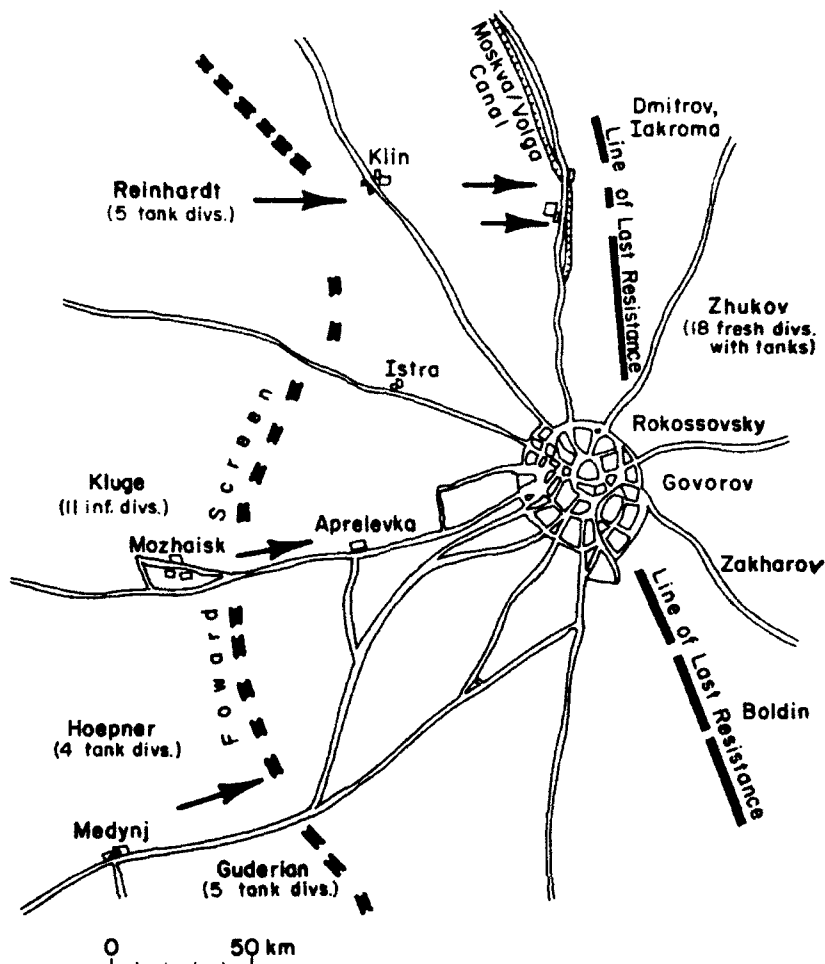 Moskva/Volga
Canal
Dmitrov,
Iakroma
Line of Last Resistance
Klin
Reinhardt
(5 tank divs.)
Zhukov
(18 fresh divs.
with tanks)
Istra
Rokossovsky
Kluge
(11 inf. divs.)
Govorov
Foward Screen
Aprelevka
Mozhaisk
Zakharov
Line of Last Resistance
Boldin
Hoepner
(4 tank divs.)
Medynj
Guderian
(5 tank divs.)
0 50 km